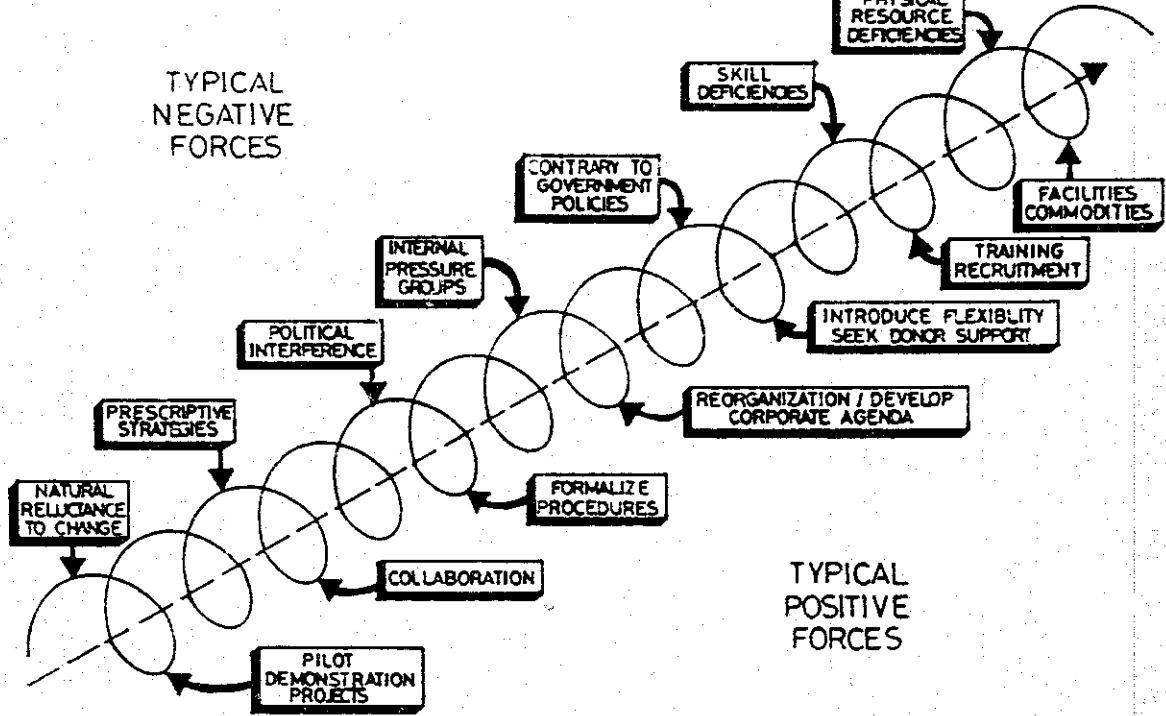 PHYSICAL
RESOURCE
DEFICIENCIES
TYPICAL
NEGATIVE
FORCES
SKILL
DEFICIENCIES
CONTRARY TO
GOVERNMENT
POLICIES
FACILITIES
COMMODITIES
INTERNAL
PRESSURE
GROUPS
TRAINING
RECRUITMENT
POLITICAL
INTERFERENCE
INTRODUCE FLEXIBLITY
SEEK DONOR SUPPORT
PRESCRIPTIVE
STRATEGIES
REORGANIZATION / DEVELOP
CORPORATE AGENDA
NATURAL
RELUCTANCE
TO CHANGE
FORMALIZE
PROCEDURES
COLLABORATION
TYPICAL
POSITIVE
FORCES
PILOT
DEMONSTRATION
PROJECTS